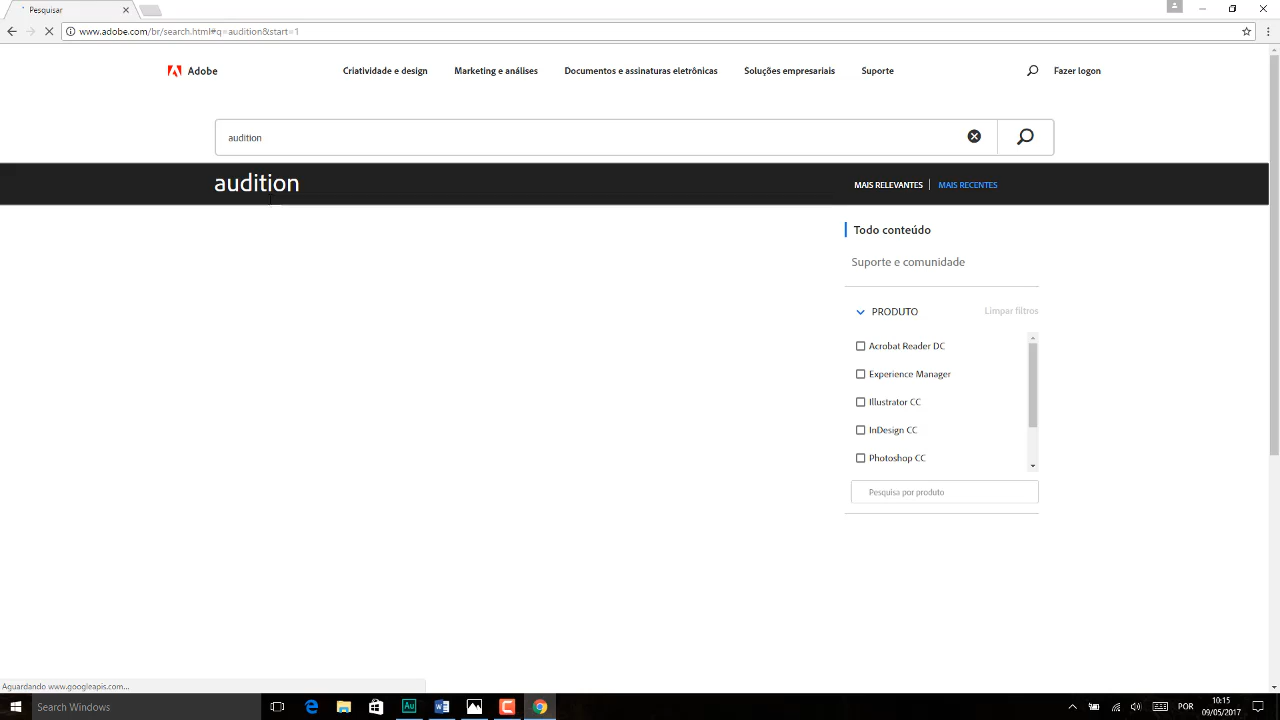 Pesquisar
www.adobe.com/br/search.html#q=audition&start=1
Adobe
Criatividade e design
Marketing e análises
Documentos e assinaturas eletrônicas
Soluções empresariais
Suporte
Fazer logon
audition
audition
MAIS RELEVANTES
MAIS RECENTES
Todo conteúdo
Suporte e comunidade
PRODUTO
Limpar filtros
Acrobat Reader DC
Experience Manager
Illustrator CC
InDesign CC
Photoshop CC
Pesquisa por produto
Aguardando www.googleapis.com...
Search Windows
Au
POR
10:15
09/05/2017